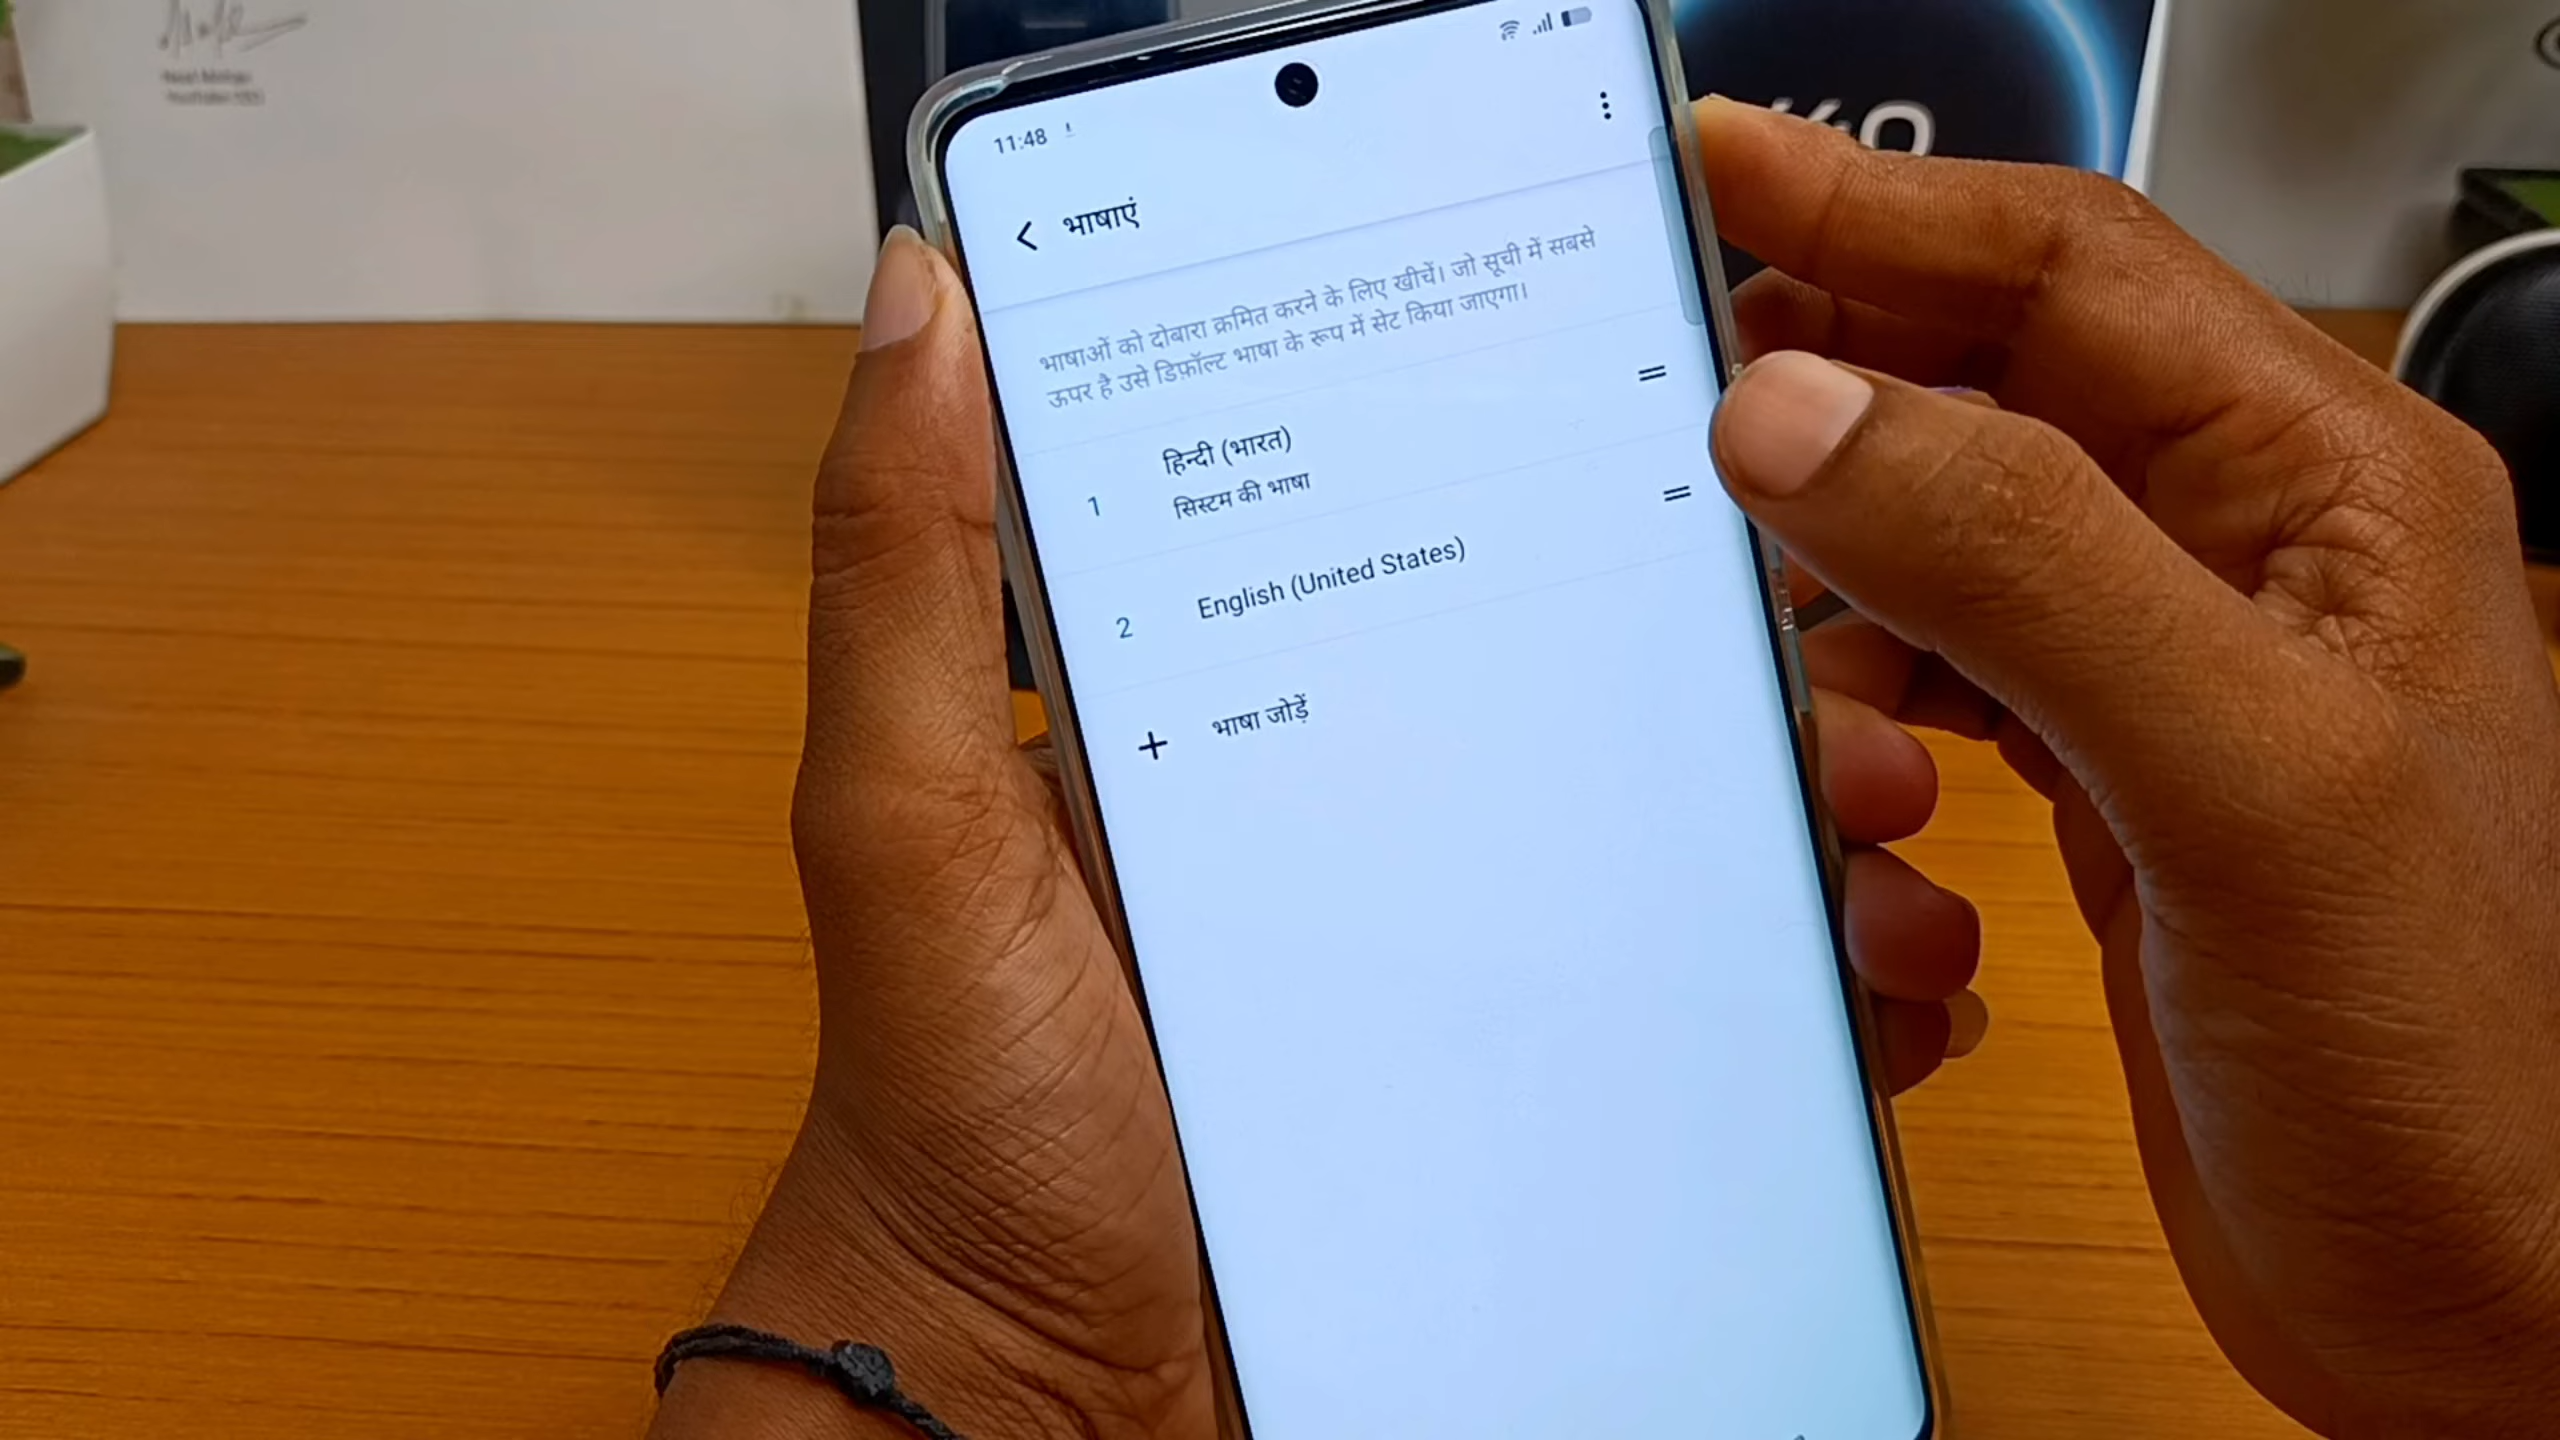 11:48
भाषाएं
भाषाओं को दोबारा क्रमित करने के लिए खीचें। जो सूची में सबसे
ऊपर है उसे डिफ़ॉल्ट भाषा के रूप में सेट किया जाएगा।
1 हिन्दी (भारत)
सिस्टम की भाषा
2 English (United States)
+ भाषा जोड़ें